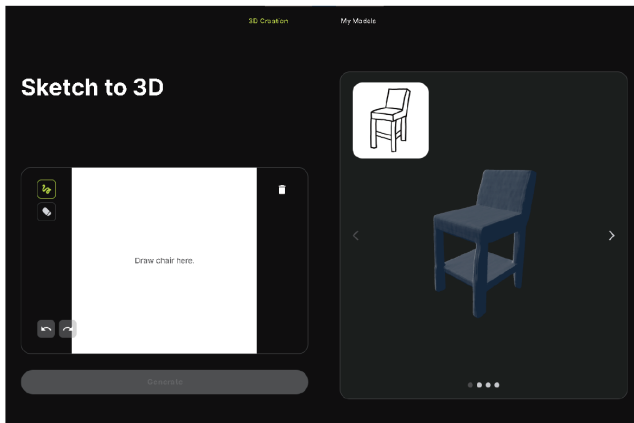 3D Creation
My Models
Sketch to 3D
Draw chair here.
Generate